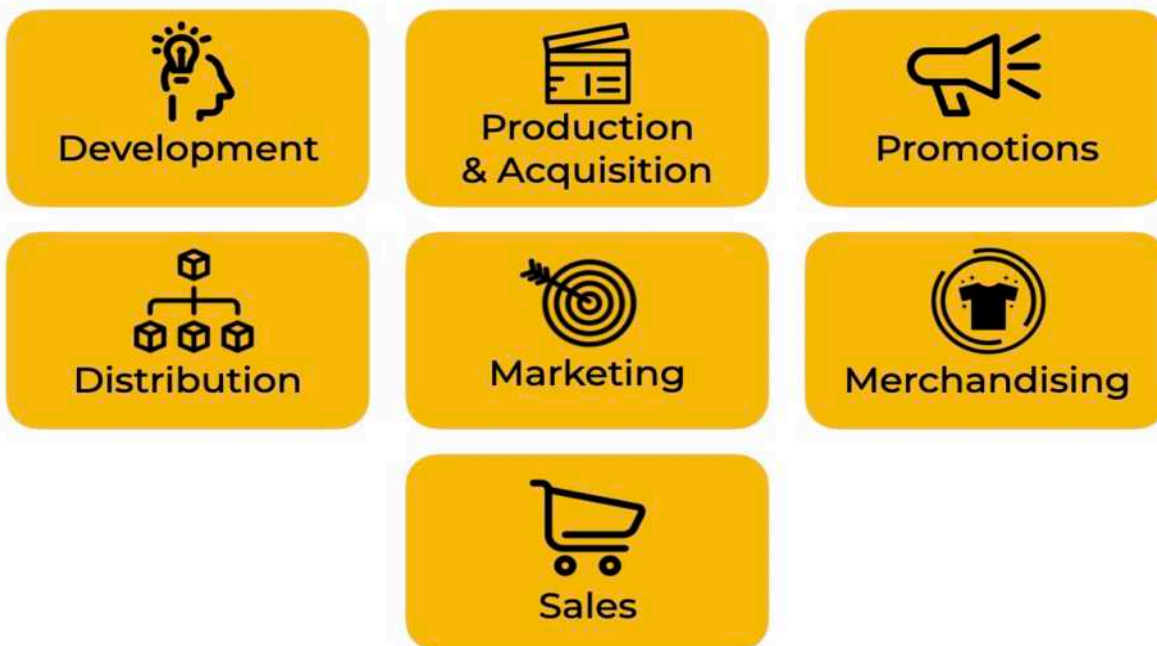 Development
Production
& Acquisition
Promotions
Distribution
Marketing
Merchandising
Sales